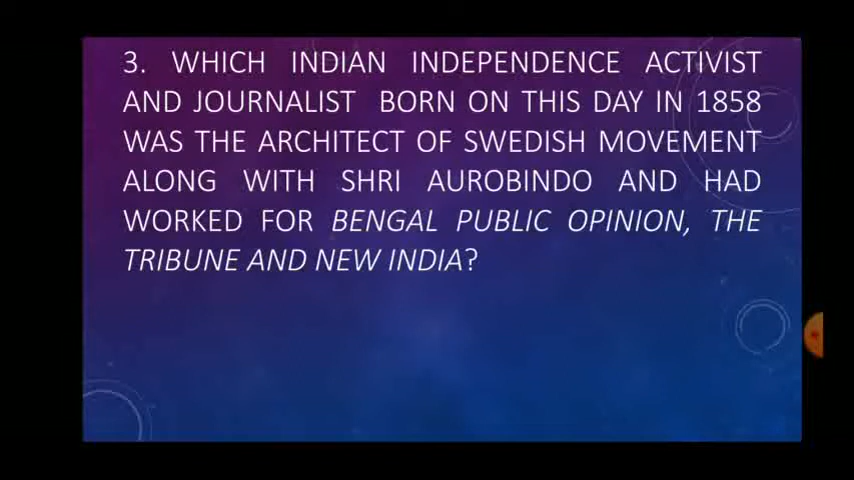 3. WHICH INDIAN INDEPENDENCE ACTIVIST
AND JOURNALIST BORN ON THIS DAY IN 1858
WAS THE ARCHITECT OF SWEDISH MOVEMENT
ALONG WITH SHRI AUROBINDO AND HAD
WORKED FOR BENGAL PUBLIC OPINION, THE
TRIBUNE AND NEW INDIA?